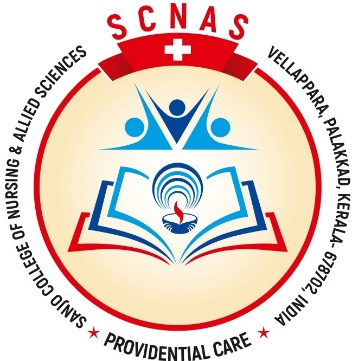 SCNAS
SANJO COLLEGE OF NURSING & ALLIED SCIENCES
VELLAPPARA, PALAKKAD, KERALA- 678702, INDIA
PROVIDENTIAL CARE